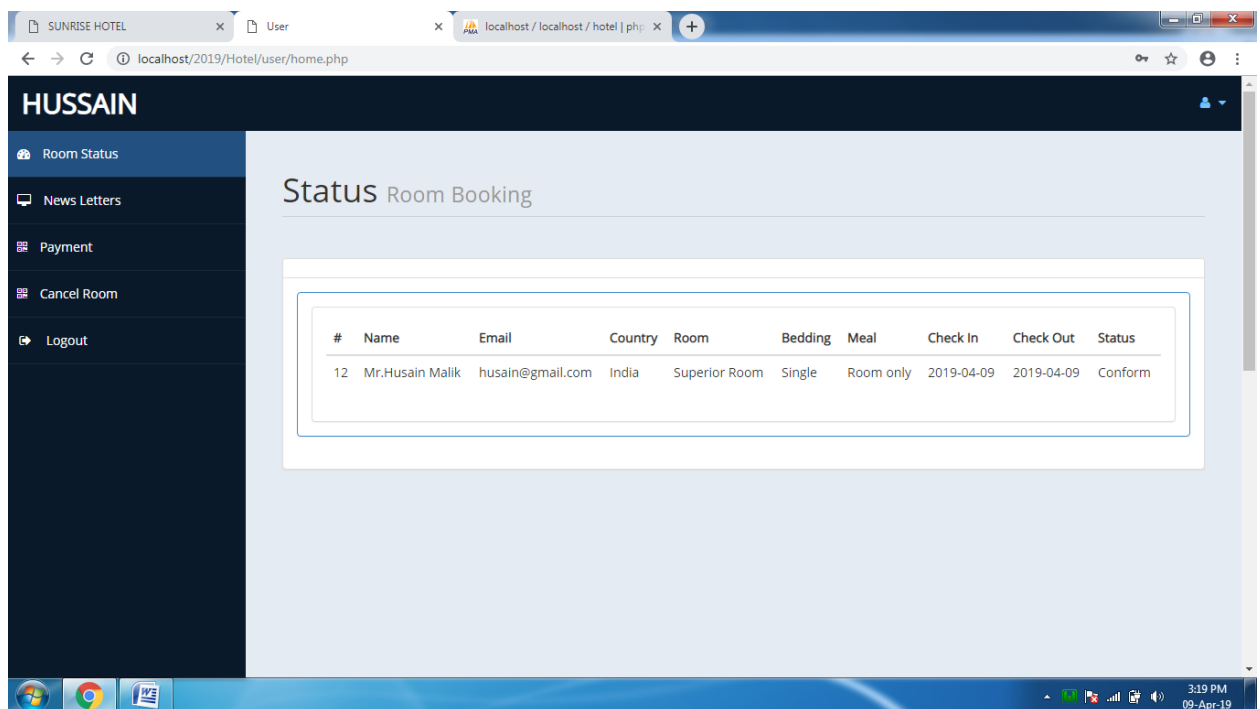 SUNRISE HOTEL
User
localhost / localhost / hotel | php
localhost/2019/Hotel/user/home.php
HUSSAIN
Room Status
News Letters
Payment
Cancel Room
Logout
Status Room Booking
# Name Email Country Room Bedding Meal Check In Check Out Status
12 Mr.Husain Malik husain@gmail.com India Superior Room Single Room only 2019-04-09 2019-04-09 Conform
3:19 PM
09-Apr-19